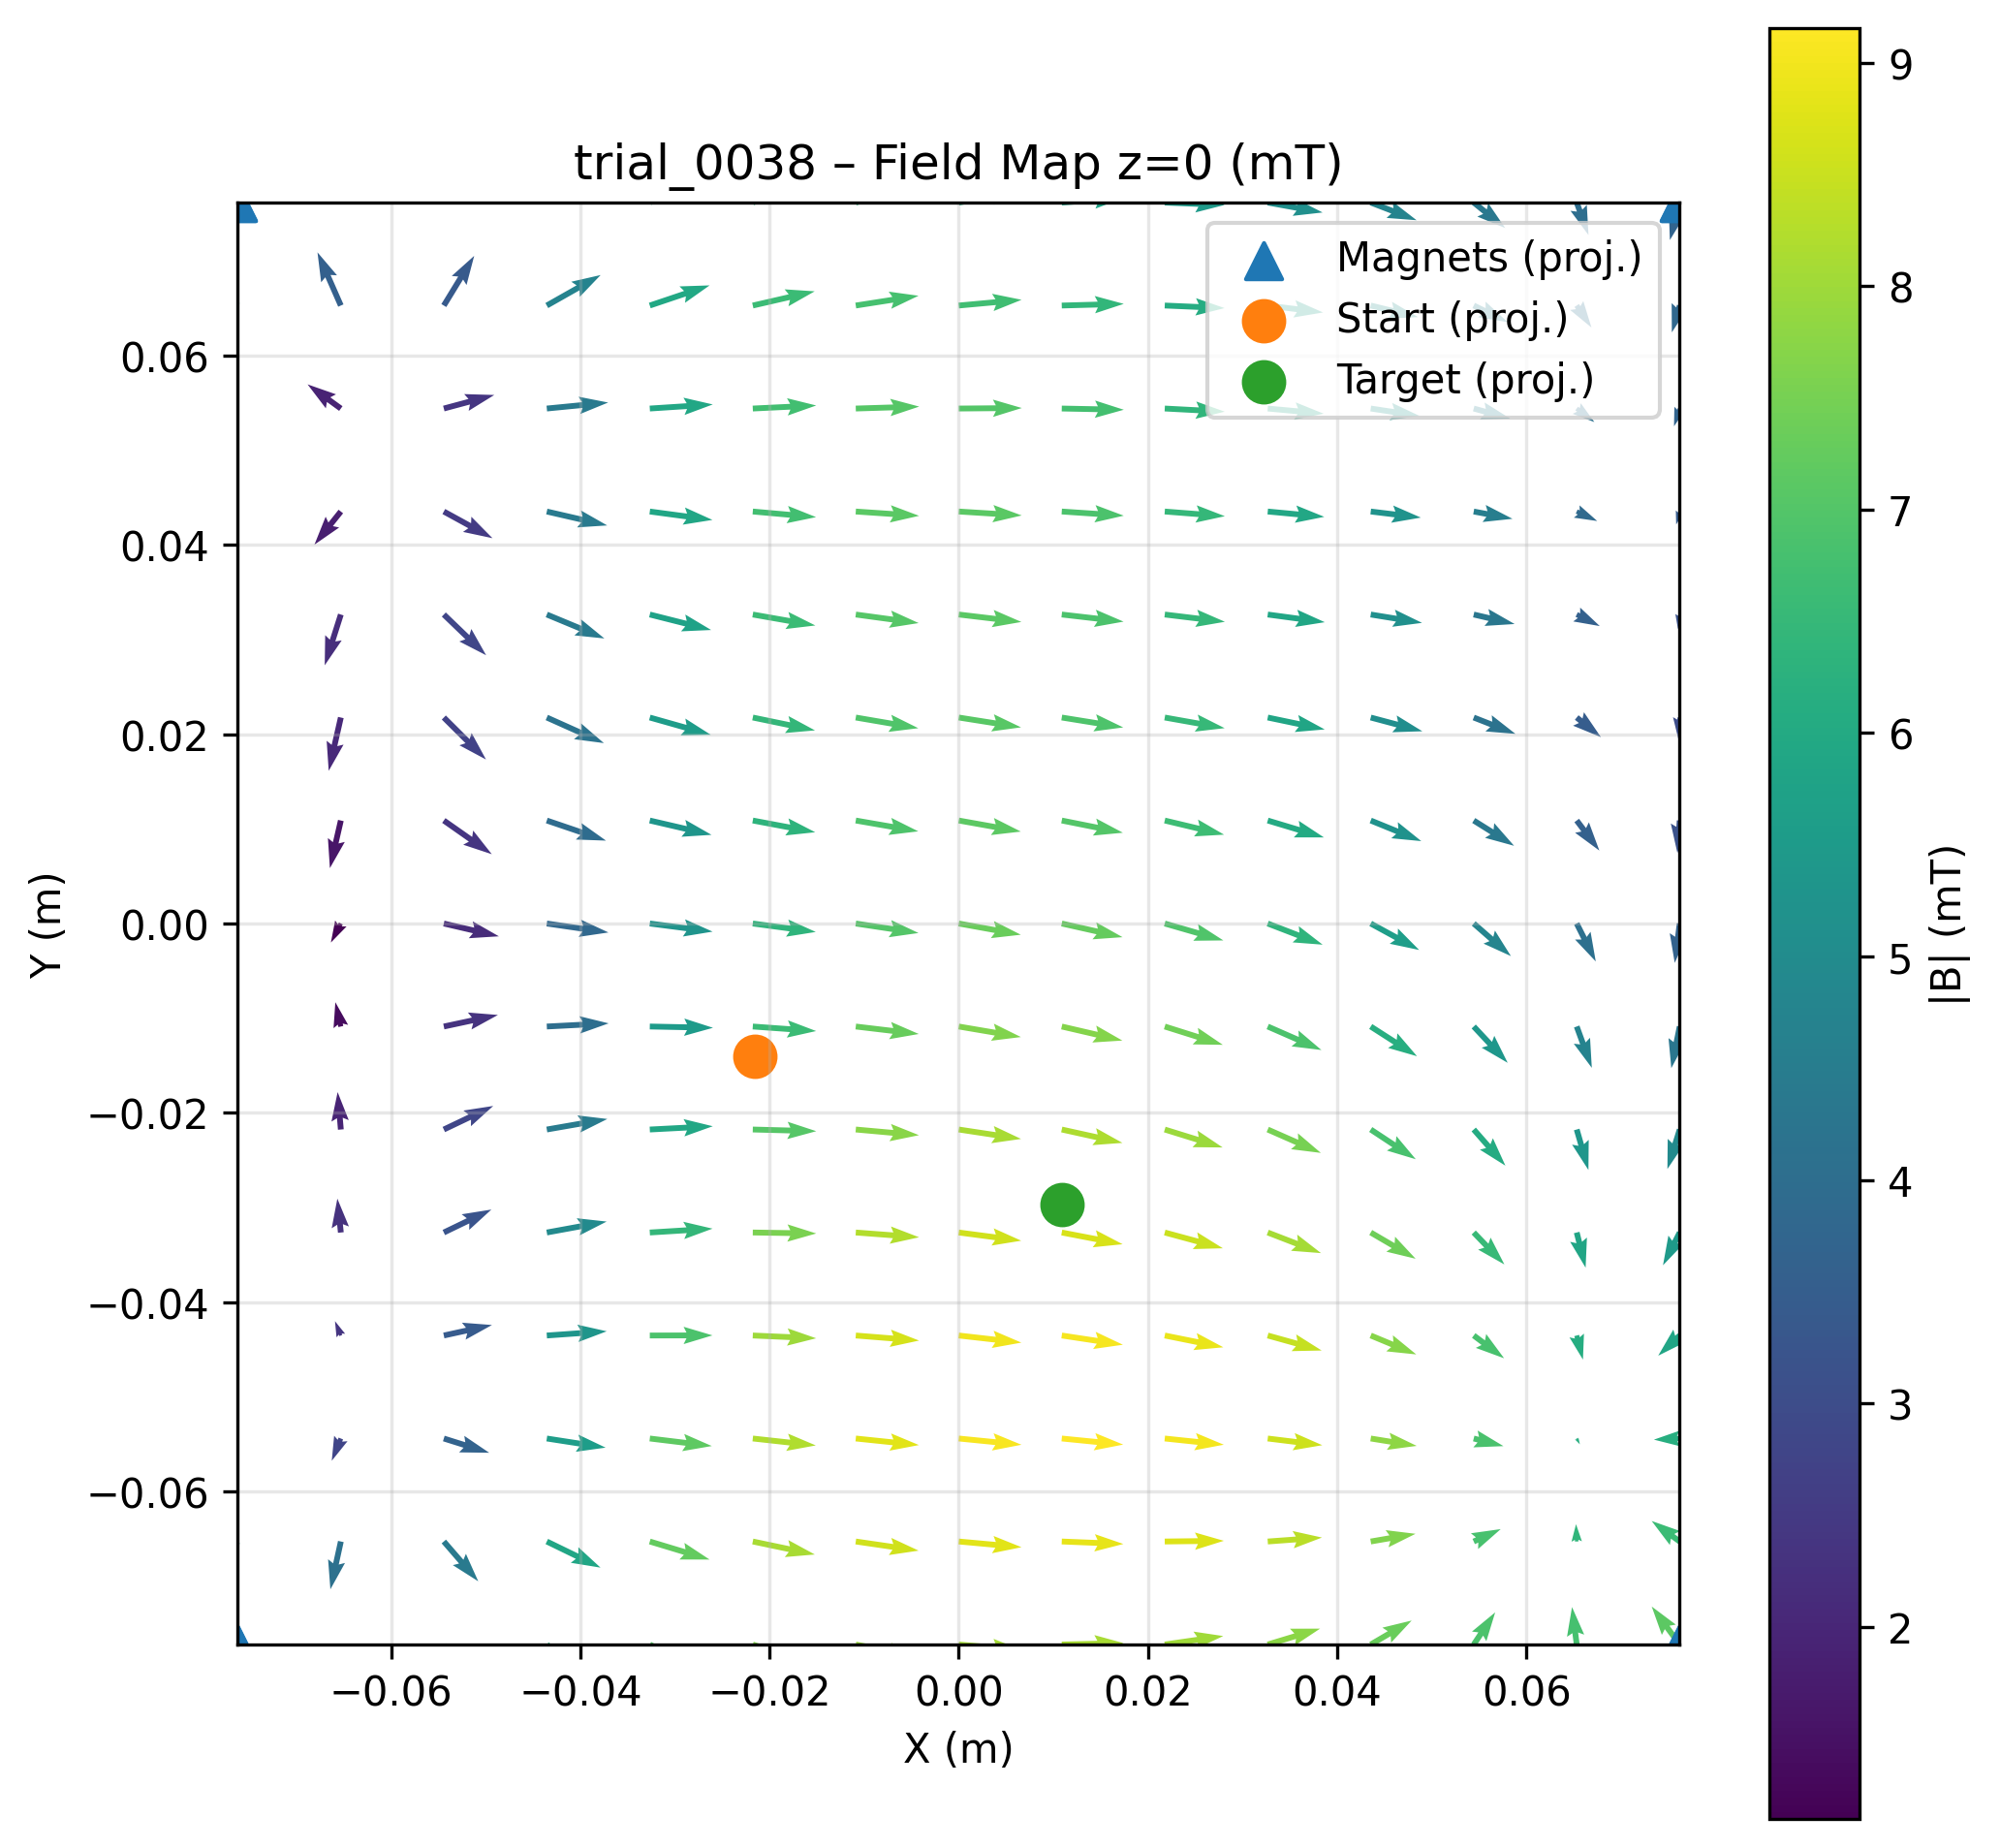 trial_0038 – Field Map z=0 (mT)
Magnets (proj.)
Start (proj.)
Target (proj.)
Y (m)
0.06
0.04
0.02
0.00
−0.02
−0.04
−0.06
−0.06 −0.04 −0.02 0.00 0.02 0.04 0.06
X (m)
9
8
7
6
5
4
3
2
|B| (mT)